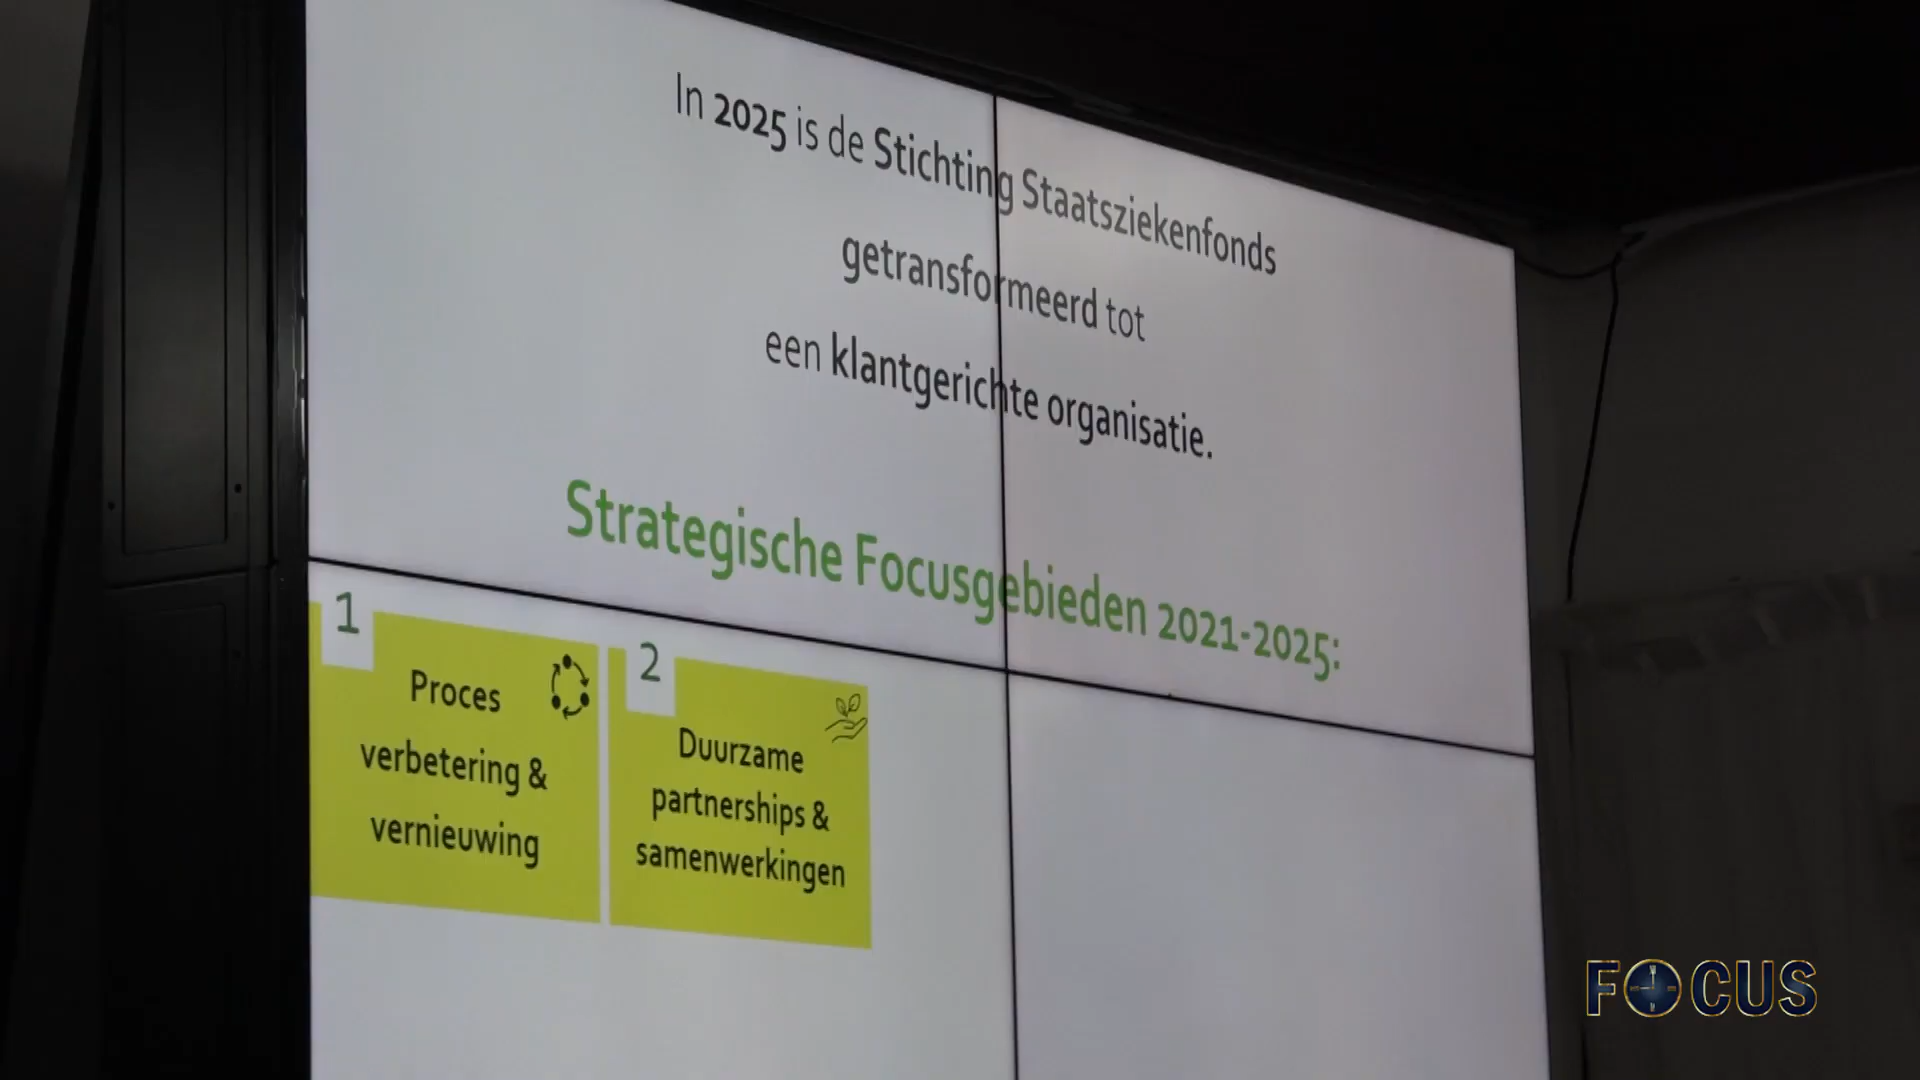 In 2025 is de Stichting Staatsziekenfonds
getransformeerd tot
een klantgerichte organisatie.
Strategische Focusgebieden 2021-2025:
1
Proces
verbetering &
vernieuwing
2
Duurzame
partnerships &
samenwerkingen
FOCUS